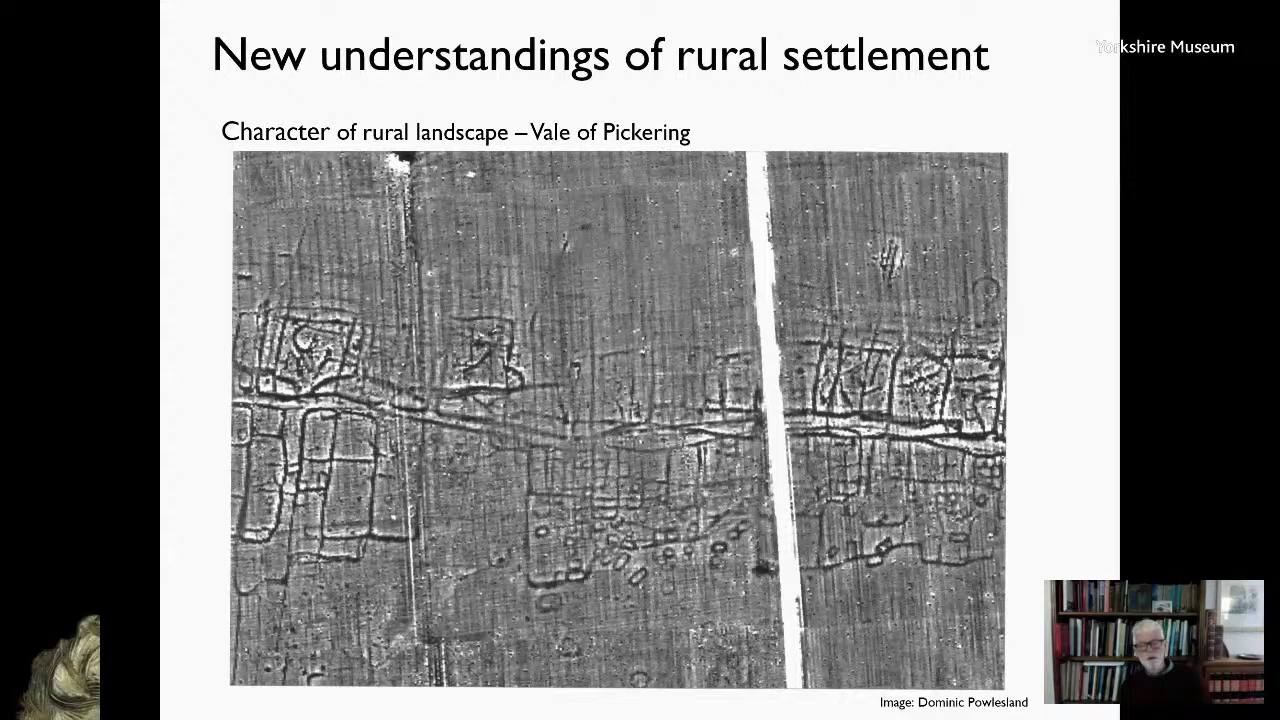 New understandings of rural settlement
Yorkshire Museum
Character of rural landscape – Vale of Pickering
Image: Dominic Powlesland